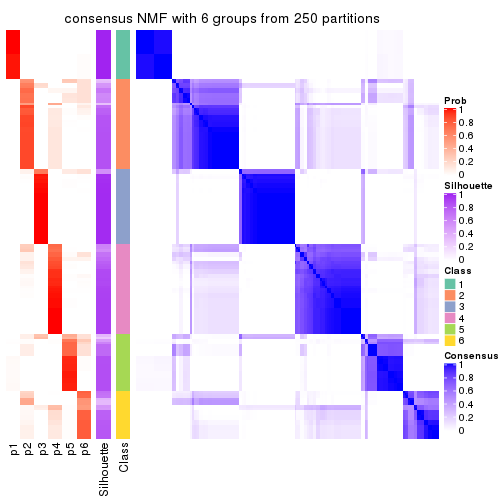 consensus NMF with 6 groups from 250 partitions
Prob
1
0.8
0.6
0.4
0.2
0
Silhouette
1
0.8
0.6
0.4
0.2
0
Class
1
2
3
4
5
6
Consensus
1
0.8
0.6
0.4
0.2
0
p1
p2
p3
p4
p5
p6
Silhouette
Class